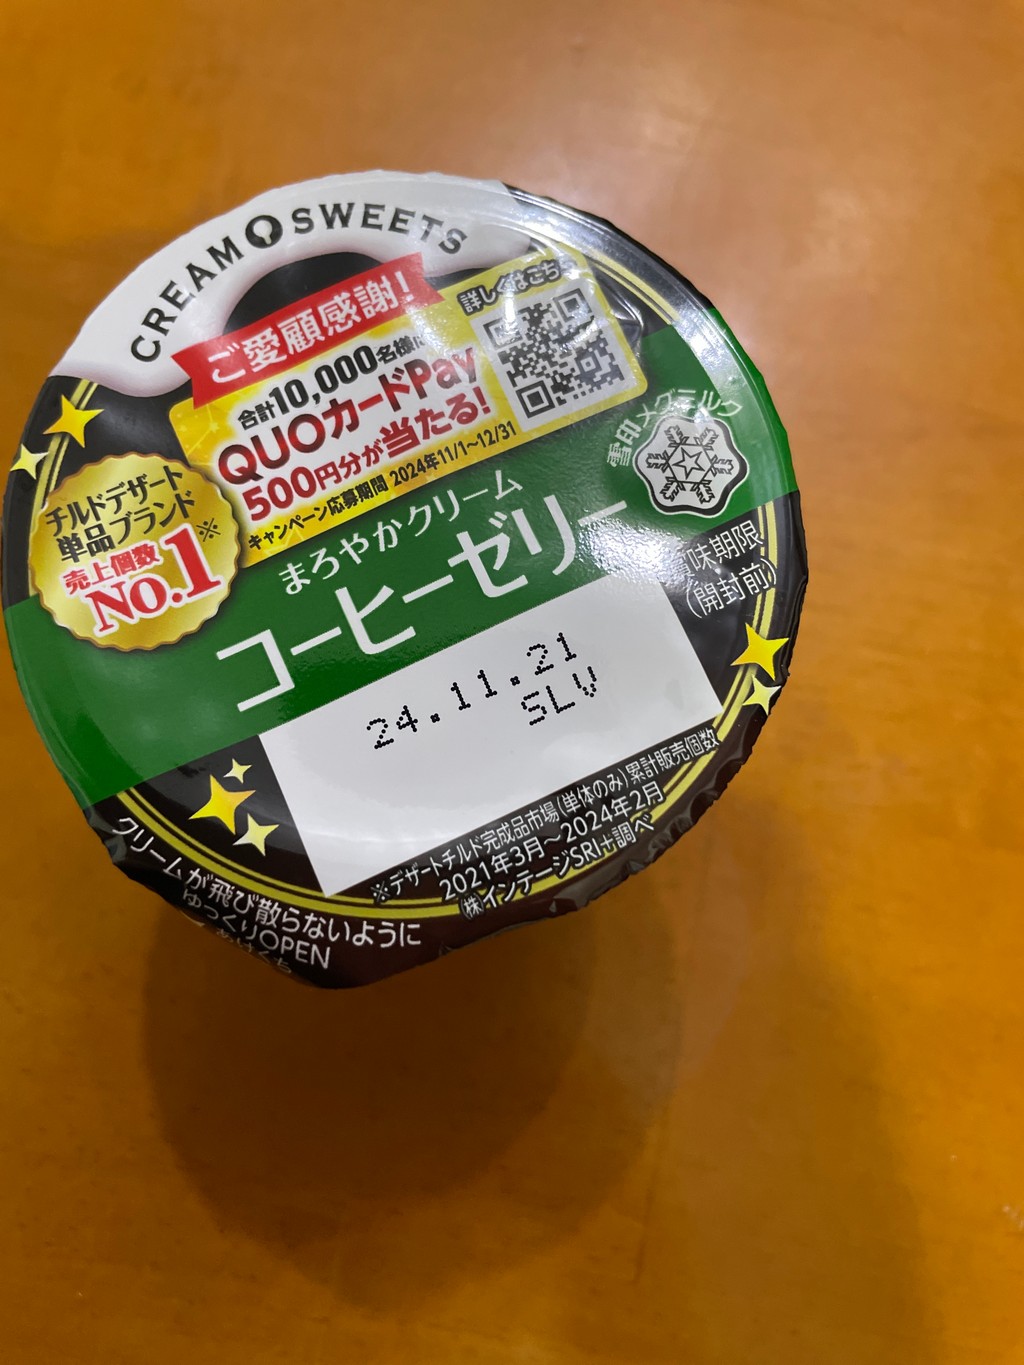 CREAM SWEETS
ご愛顧感謝!
合計10,000名様に
QUOカードPay
500円分が当たる!
キャンペーン応募期間 2024年11/1~12/31
詳しくはこちら
雪印メグミルク
チルドデザート
単品ブランド※
売上個数
No.1
まろやかクリーム
コーヒーゼリー
賞味期限
(開封前)
24.11.21
SLV
※デザートチルド完成品市場(単体のみ)累計販売個数
2021年3月~2024年2月
㈱インテージSRI+調べ
クリームが飛び散らないように
ゆっくりOPEN
あけくち